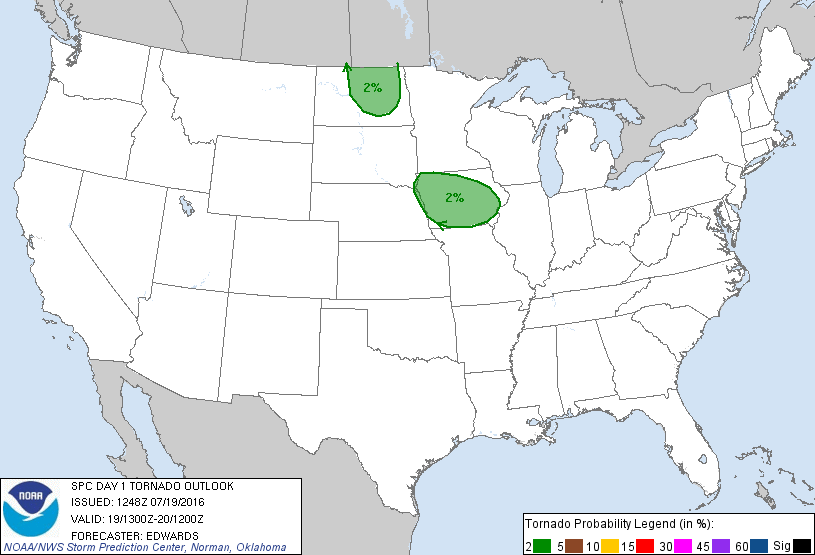 2%
2%
NOAA
SPC DAY 1 TORNADO OUTLOOK
ISSUED: 1248Z 07/19/2016
VALID: 19/1300Z-20/1200Z
FORECASTER: EDWARDS
NOAA/NWS Storm Prediction Center, Norman, Oklahoma
Tornado Probability Legend (in %):
2 5 10 15 30 45 60 Sig